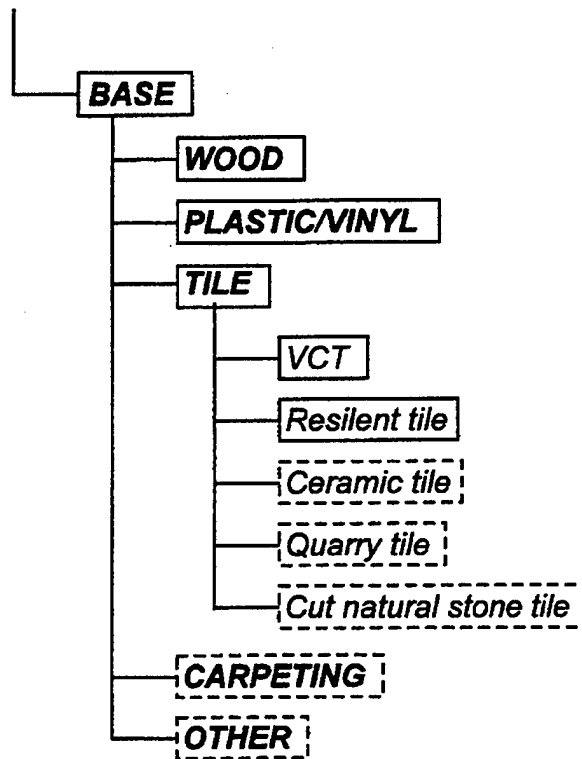 BASE
WOOD
PLASTIC/VINYL
TILE
VCT
Resilent tile
Ceramic tile
Quarry tile
Cut natural stone tile
CARPETING
OTHER